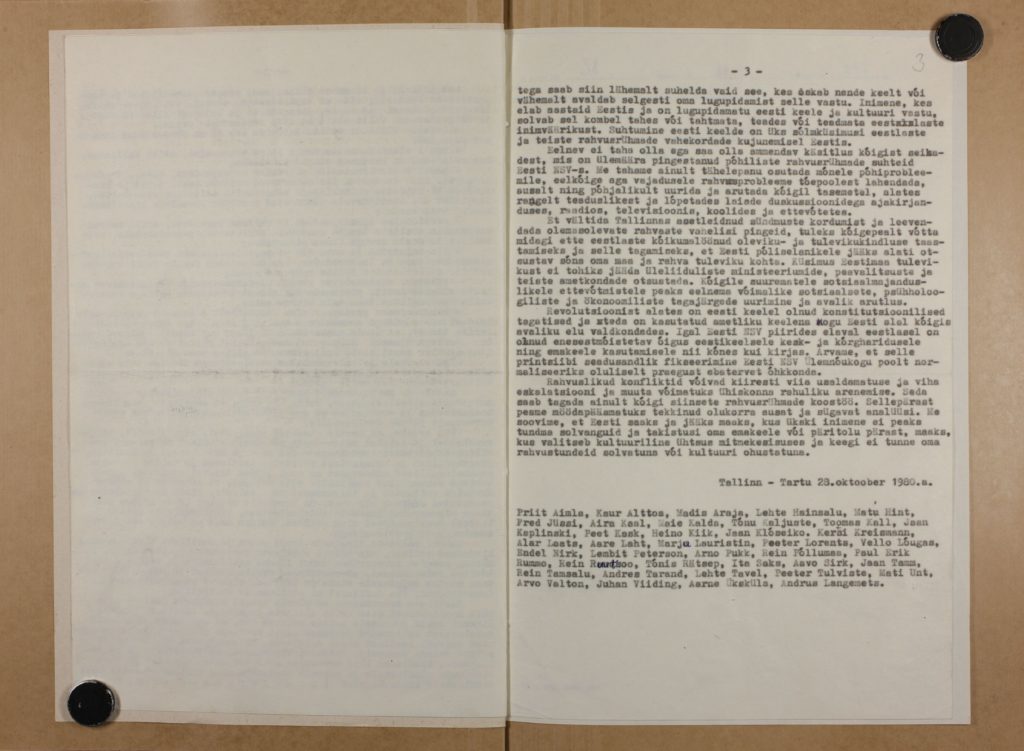 3
- 3 -
tega saab siin lähemalt suhelda vaid see, kes oskab nende keelt või
vähemalt avaldab selgesti oma lugupidamist selle vastu. Inimene, kes
elab aastaid Eestis ja on lugupidamatu eesti keele ja kultuuri vastu,
solvab sel kombel tahes või tahtmata, teades või teadmata eestlaste
inimväärikust. Suhtumine eesti keelde on üks sõlmküsimusi eestlaste
ja teiste rahvusrühmade vahekordade kujunemisel Eestis.
Eelnev ei taha olla ega saa olla ammendav käsitlus kõigist seika-
dest, mis on ülemäära pingestanud põhiliste rahvusrühmade suhteid
Eesti NSV-s. Me tahame ainult tähelepanu osutada mõnele põhiproblee-
mile, eelkõige aga vajadusele rahvusprobleeme tõepoolest lahendada,
ausalt ning põhjalikult uurida ja arutada kõigil tasemetel, alates
rangelt teaduslikest ja lõpetades laiade duskussioonidega ajakirjan-
duses, raadios, televisioonis, koolides ja ettevõtetes.
Et vältida Tallinnas asetleidnud sündmuste kordumist ja leeven-
dada olemasolevate rahvaste vahelisi pingeid, tuleks kõigepealt võtta
midagi ette eestlaste kõikumalöönud oleviku- ja tulevikukindluse taas-
tamiseks ja selle tagamiseks, et Eesti põliselanikele jääks alati ot-
sustav sõna oma maa ja rahva tuleviku kohta. Küsimus Eestimaa tulevi-
kust ei tohiks jääda üleliiduliste ministeeriumide, peavalitsuste ja
teiste ametkondade otsustada. Kõigile suurematele sotsiaalmajandus-
likele ettevõtmistele peaks eelnema võimalike sotsiaalsete, psühholoo-
giliste ja ökonoomiliste tagajärgede uurimine ja avalik arutlus.
Revolutsioonist alates on eesti keelel olnud konstitutsioonilised
tagatised ja teda on kasutatud ametliku keelena kogu Eesti alal kõigis
avaliku elu valdkondades. Igal Eesti NSV piirides elaval eestlasel on
olnud enesestmõistetav õigus eestikeelsele kesk- ja kõrgharidusele
ning emakeele kasutamisele nii kõnes kui kirjas. Arvame, et selle
printsiibi seadusandlik fikseerimine Eesti NSV Ülemnõukogu poolt nor-
maliseeriks oluliselt praegust ebatervet õhkkonda.
Rahvuslikud konfliktid võivad kiiresti viia usaldamatuse ja viha
eskalatsiooni ja muuta võimatuks ühiskonna rahuliku arenemise. Seda
saab tagada ainult kõigi siinsete rahvusrühmade koostöö. Sellepärast
peame möödapääsmatuks tekkinud olukorra ausat ja sügavat analüüsi. Me
soovime, et Eesti saaks ja jääks maaks, kus ükski inimene ei peaks
tundma solvanguid ja takistusi oma emakeele või päritolu pärast, maaks,
kus valitseb kultuuriline ühtsus mitmekesisuses ja keegi ei tunne oma
rahvustundeid solvatuna või kultuuri ohustatuna.
Tallinn - Tartu 28.oktoober 1980.a.
Priit Aimla, Kaur Alttoa, Madis Aruja, Lehte Hainsalu, Mati Hint,
Fred Jüssi, Aira Kaal, Maie Kalda, Tõnu Kaljuste, Toomas Kall, Jaan
Kaplinski, Peet Kask, Heino Kiik, Jaan Klõseiko. Kersti Kreismann,
Alar Laats, Aare Laht, Marju Lauristin, Peeter Lorents, Vello Lõugas,
Endel Nirk, Lembit Peterson, Arno Pukk, Rein Põllumaa, Paul Erik
Rummo, Rein Ruutsoo, Tõnis Rätsep, Ita Saks, Aavo Sirk, Jaan Tamm,
Rein Tamsalu, Andres Tarand, Lehte Tavel, Peeter Tulviste, Mati Unt,
Arvo Valton, Juhan Viiding, Aarne Üksküla, Andrus Langemets.